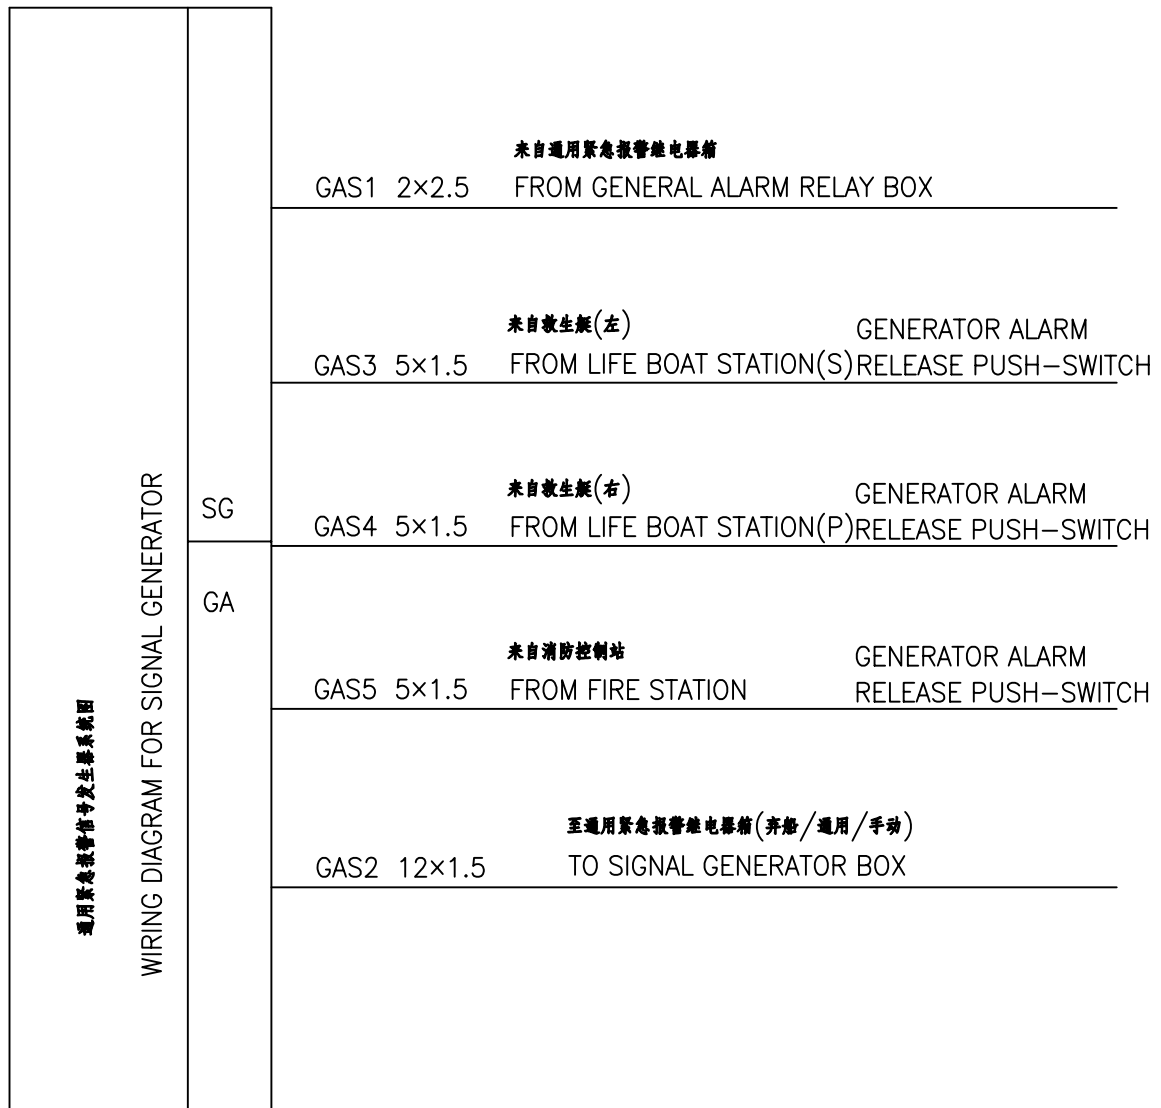 通用紧急报警信号发生器系统图
WIRING DIAGRAM FOR SIGNAL GENERATOR
SG
GA
来自通用紧急报警继电器箱
GAS1 2×2.5 FROM GENERAL ALARM RELAY BOX
来自救生艇(左)
GENERATOR ALARM
GAS3 5×1.5 FROM LIFE BOAT STATION(S) RELEASE PUSH-SWITCH
来自救生艇(右)
GENERATOR ALARM
GAS4 5×1.5 FROM LIFE BOAT STATION(P) RELEASE PUSH-SWITCH
来自消防控制站
GENERATOR ALARM
GAS5 5×1.5 FROM FIRE STATION RELEASE PUSH-SWITCH
至通用紧急报警继电器箱(弃船/通用/手动)
GAS2 12×1.5 TO SIGNAL GENERATOR BOX